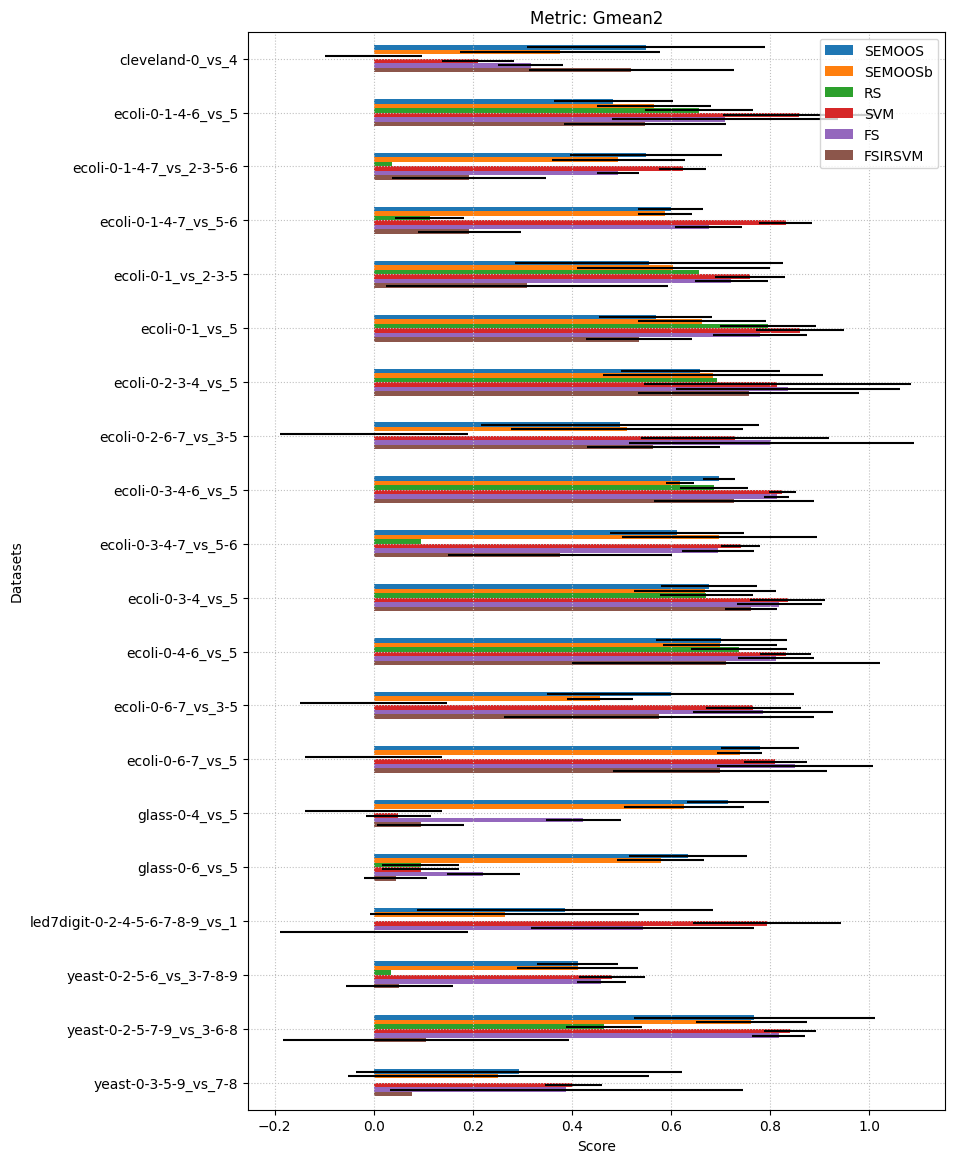 Metric: Gmean2
SEMOOS
SEMOOSb
RS
SVM
FS
FSIRSVM
Datasets
cleveland-0_vs_4
ecoli-0-1-4-6_vs_5
ecoli-0-1-4-7_vs_2-3-5-6
ecoli-0-1-4-7_vs_5-6
ecoli-0-1_vs_2-3-5
ecoli-0-1_vs_5
ecoli-0-2-3-4_vs_5
ecoli-0-2-6-7_vs_3-5
ecoli-0-3-4-6_vs_5
ecoli-0-3-4-7_vs_5-6
ecoli-0-3-4_vs_5
ecoli-0-4-6_vs_5
ecoli-0-6-7_vs_3-5
ecoli-0-6-7_vs_5
glass-0-4_vs_5
glass-0-6_vs_5
led7digit-0-2-4-5-6-7-8-9_vs_1
yeast-0-2-5-6_vs_3-7-8-9
yeast-0-2-5-7-9_vs_3-6-8
yeast-0-3-5-9_vs_7-8
−0.2 0.0 0.2 0.4 0.6 0.8 1.0
Score